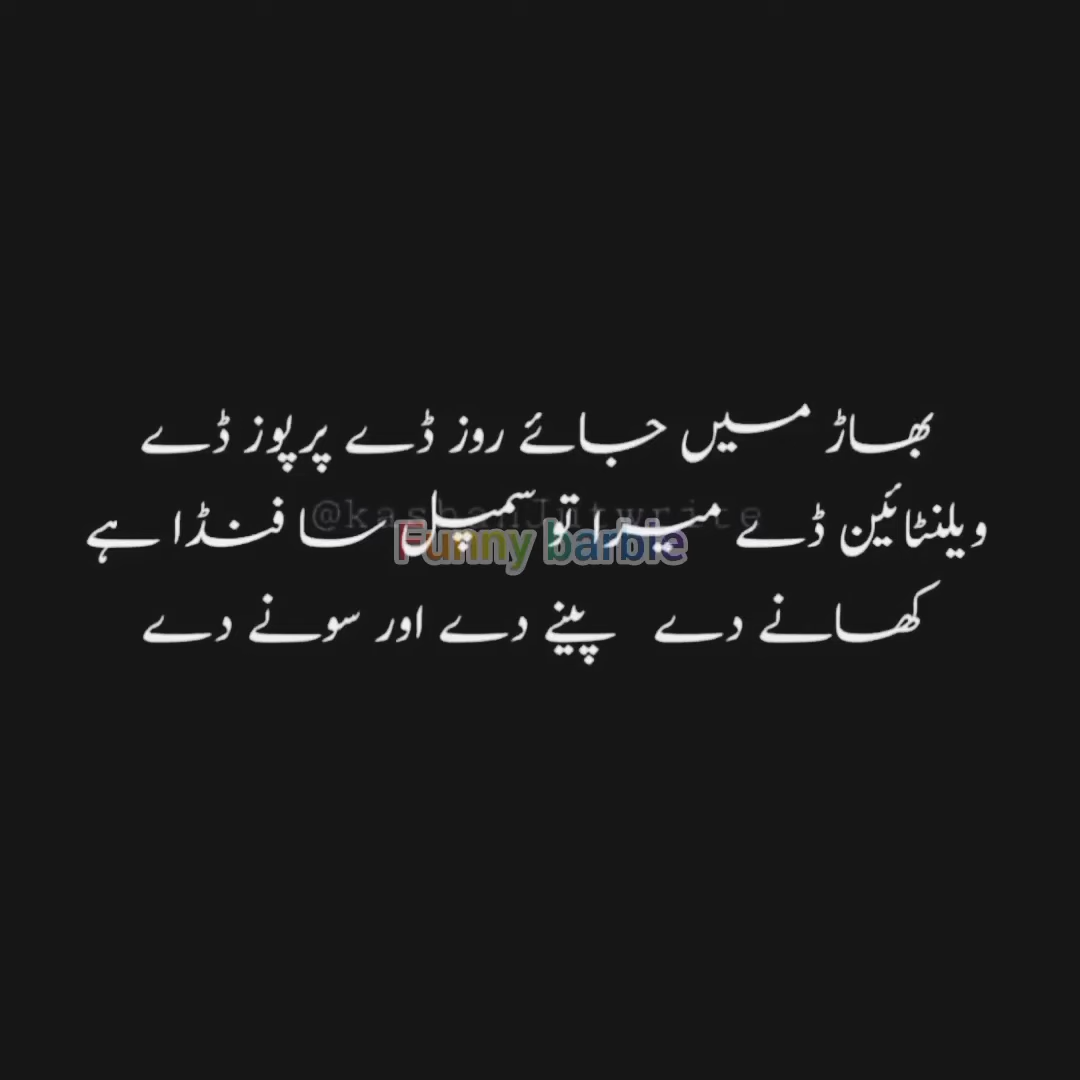 بھاڑ میں جائے روز ڈے پرپوز ڈے
ویلنٹائین ڈے میرا تو سمپل سا فنڈا ہے
Funny barbie
کھانے دے پینے دے اور سونے دے